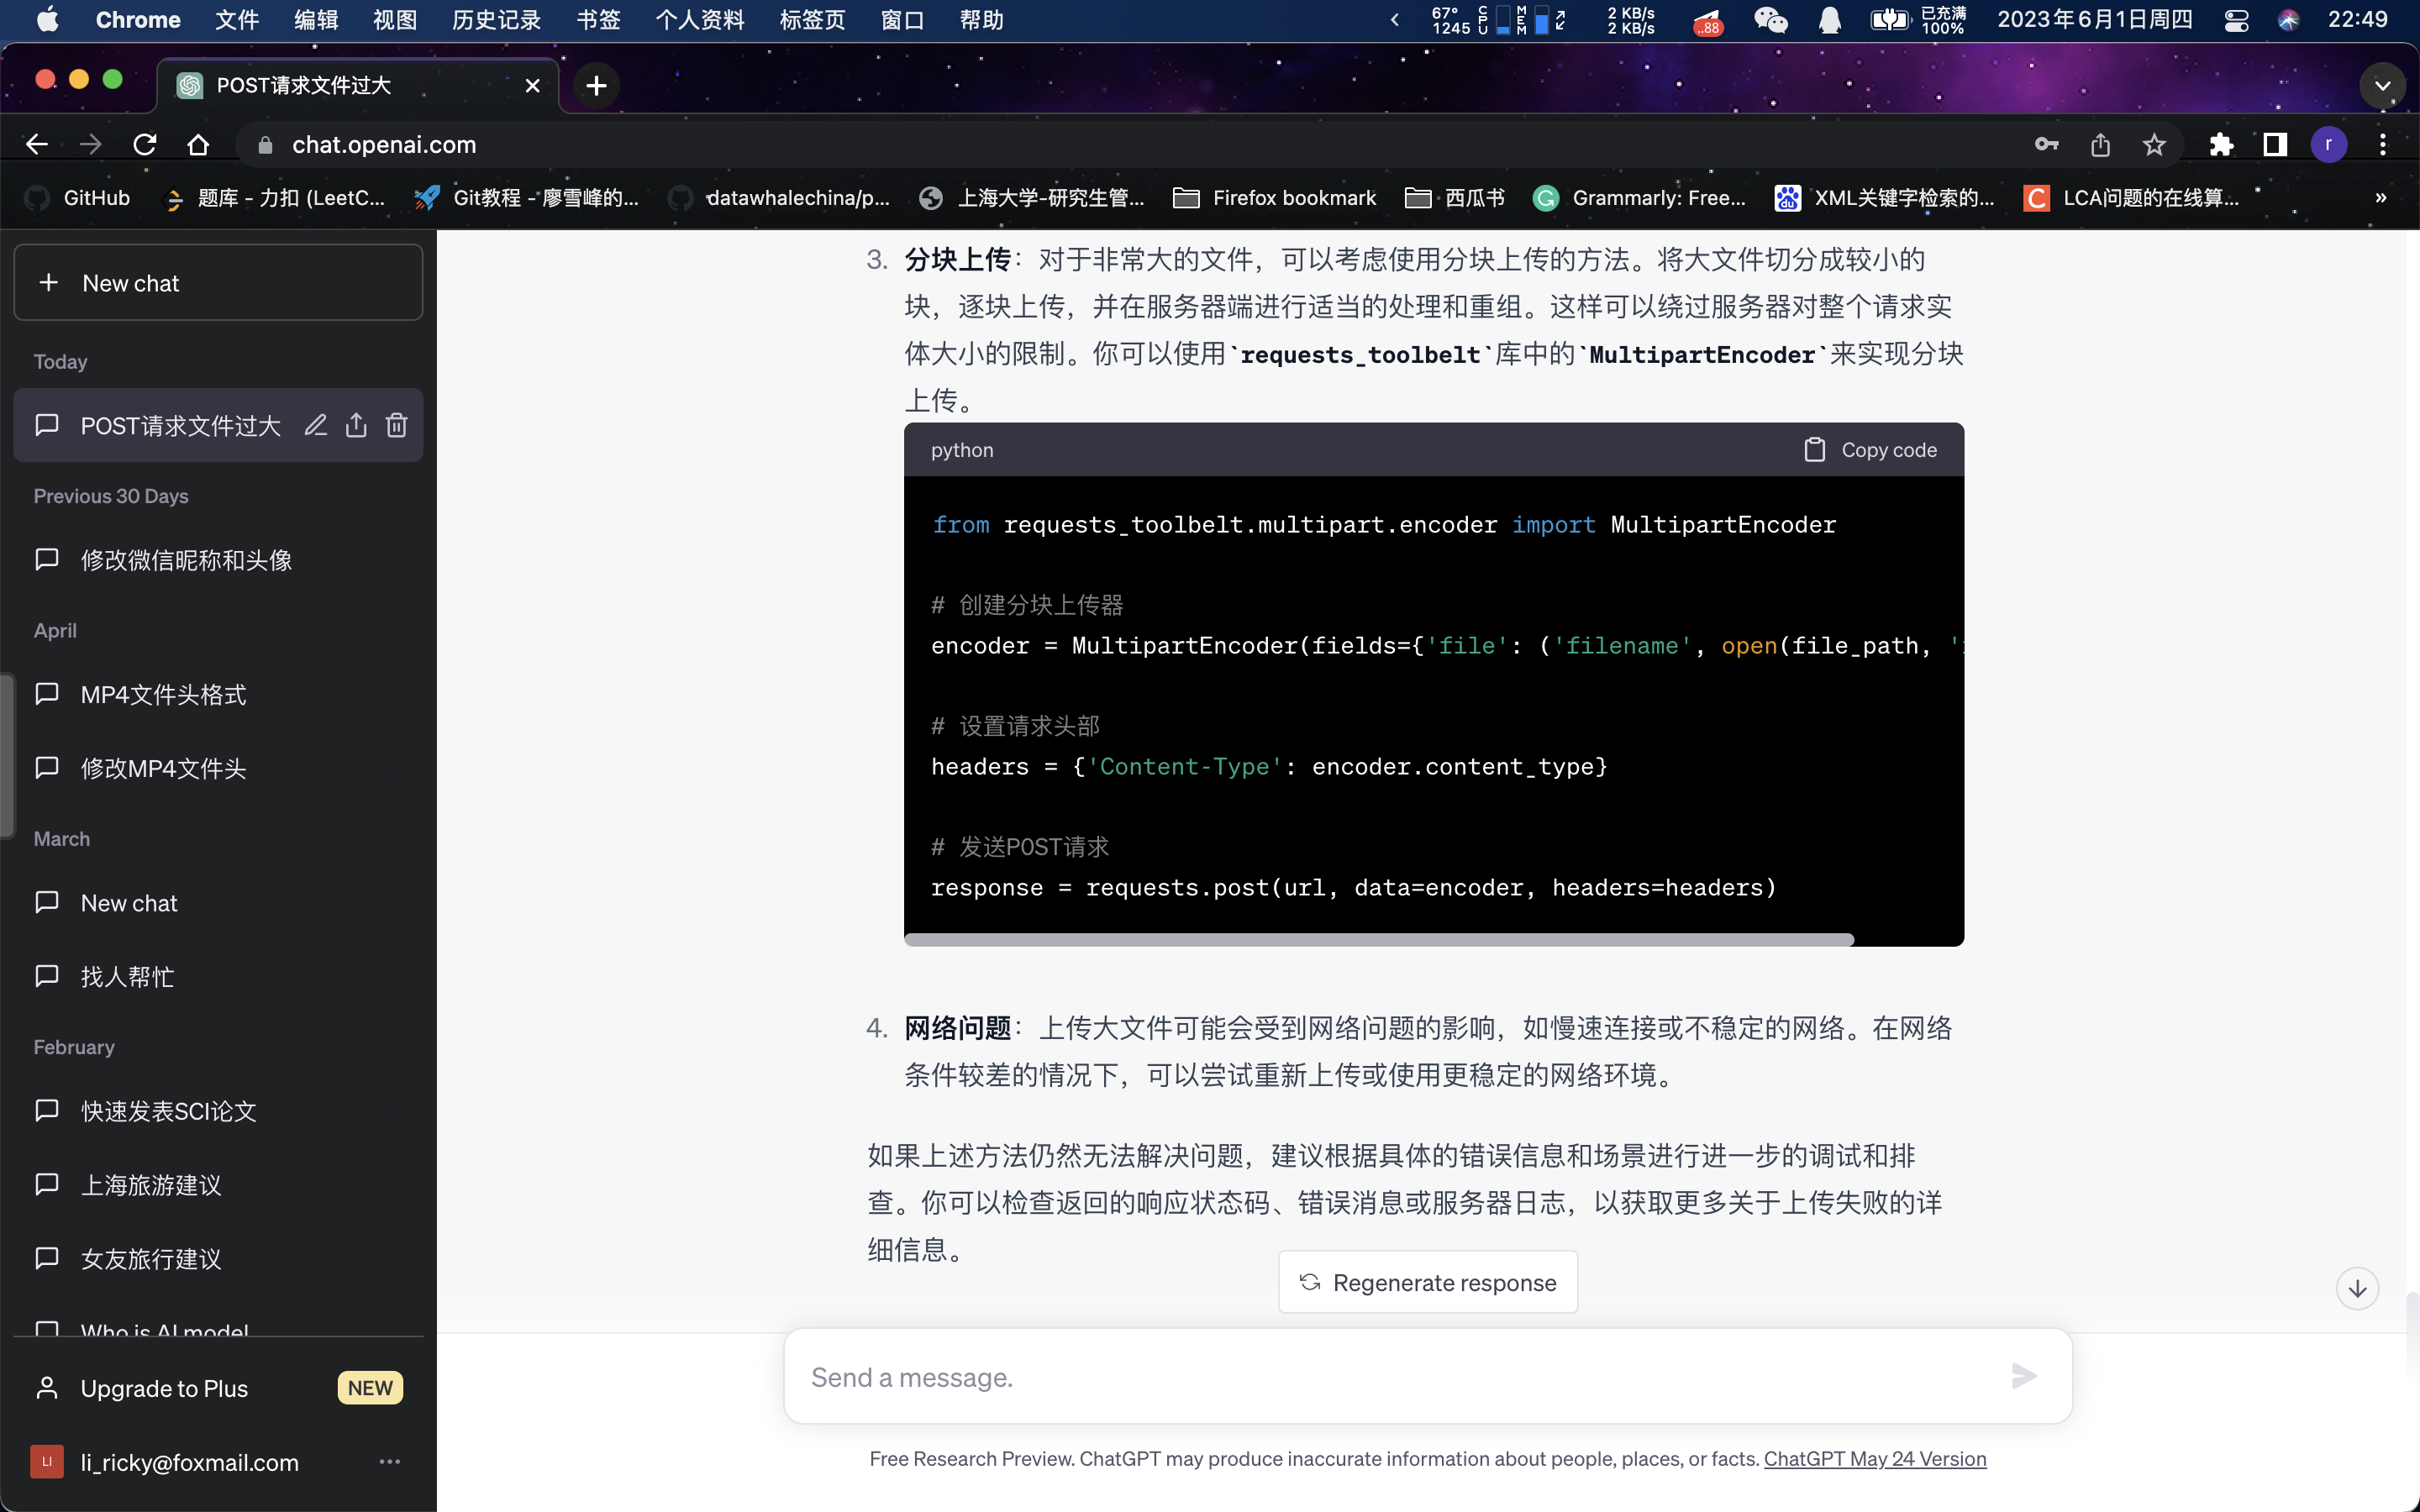 Chrome 文件 编辑 视图 历史记录 书签 个人资料 标签页 窗口 帮助 67° 1245 CPU MEM 2 KB/s 2 KB/s ..88 已充满 100% 2023年6月1日周四 22:49
POST请求文件过大
chat.openai.com r
GitHub 题库 - 力扣 (LeetC... Git教程 - 廖雪峰的... datawhalechina/p... 上海大学-研究生管... Firefox bookmark 西瓜书 G Grammarly: Free... du XML关键字检索的... C LCA问题的在线算... »
+ New chat
Today
POST请求文件过大
Previous 30 Days
修改微信昵称和头像
April
MP4文件头格式
修改MP4文件头
March
New chat
找人帮忙
February
快速发表SCI论文
上海旅游建议
女友旅行建议
Who is AI model
Upgrade to Plus NEW
LI li_ricky@foxmail.com ...
3. 分块上传：对于非常大的文件，可以考虑使用分块上传的方法。将大文件切分成较小的
块，逐块上传，并在服务器端进行适当的处理和重组。这样可以绕过服务器对整个请求实
体大小的限制。你可以使用`requests_toolbelt`库中的`MultipartEncoder`来实现分块
上传。
python Copy code
from requests_toolbelt.multipart.encoder import MultipartEncoder
# 创建分块上传器
encoder = MultipartEncoder(fields={'file': ('filename', open(file_path, '
# 设置请求头部
headers = {'Content-Type': encoder.content_type}
# 发送POST请求
response = requests.post(url, data=encoder, headers=headers)
4. 网络问题：上传大文件可能会受到网络问题的影响，如慢速连接或不稳定的网络。在网络
条件较差的情况下，可以尝试重新上传或使用更稳定的网络环境。
如果上述方法仍然无法解决问题，建议根据具体的错误信息和场景进行进一步的调试和排
查。你可以检查返回的响应状态码、错误消息或服务器日志，以获取更多关于上传失败的详
细信息。
Regenerate response
Send a message.
Free Research Preview. ChatGPT may produce inaccurate information about people, places, or facts. ChatGPT May 24 Version